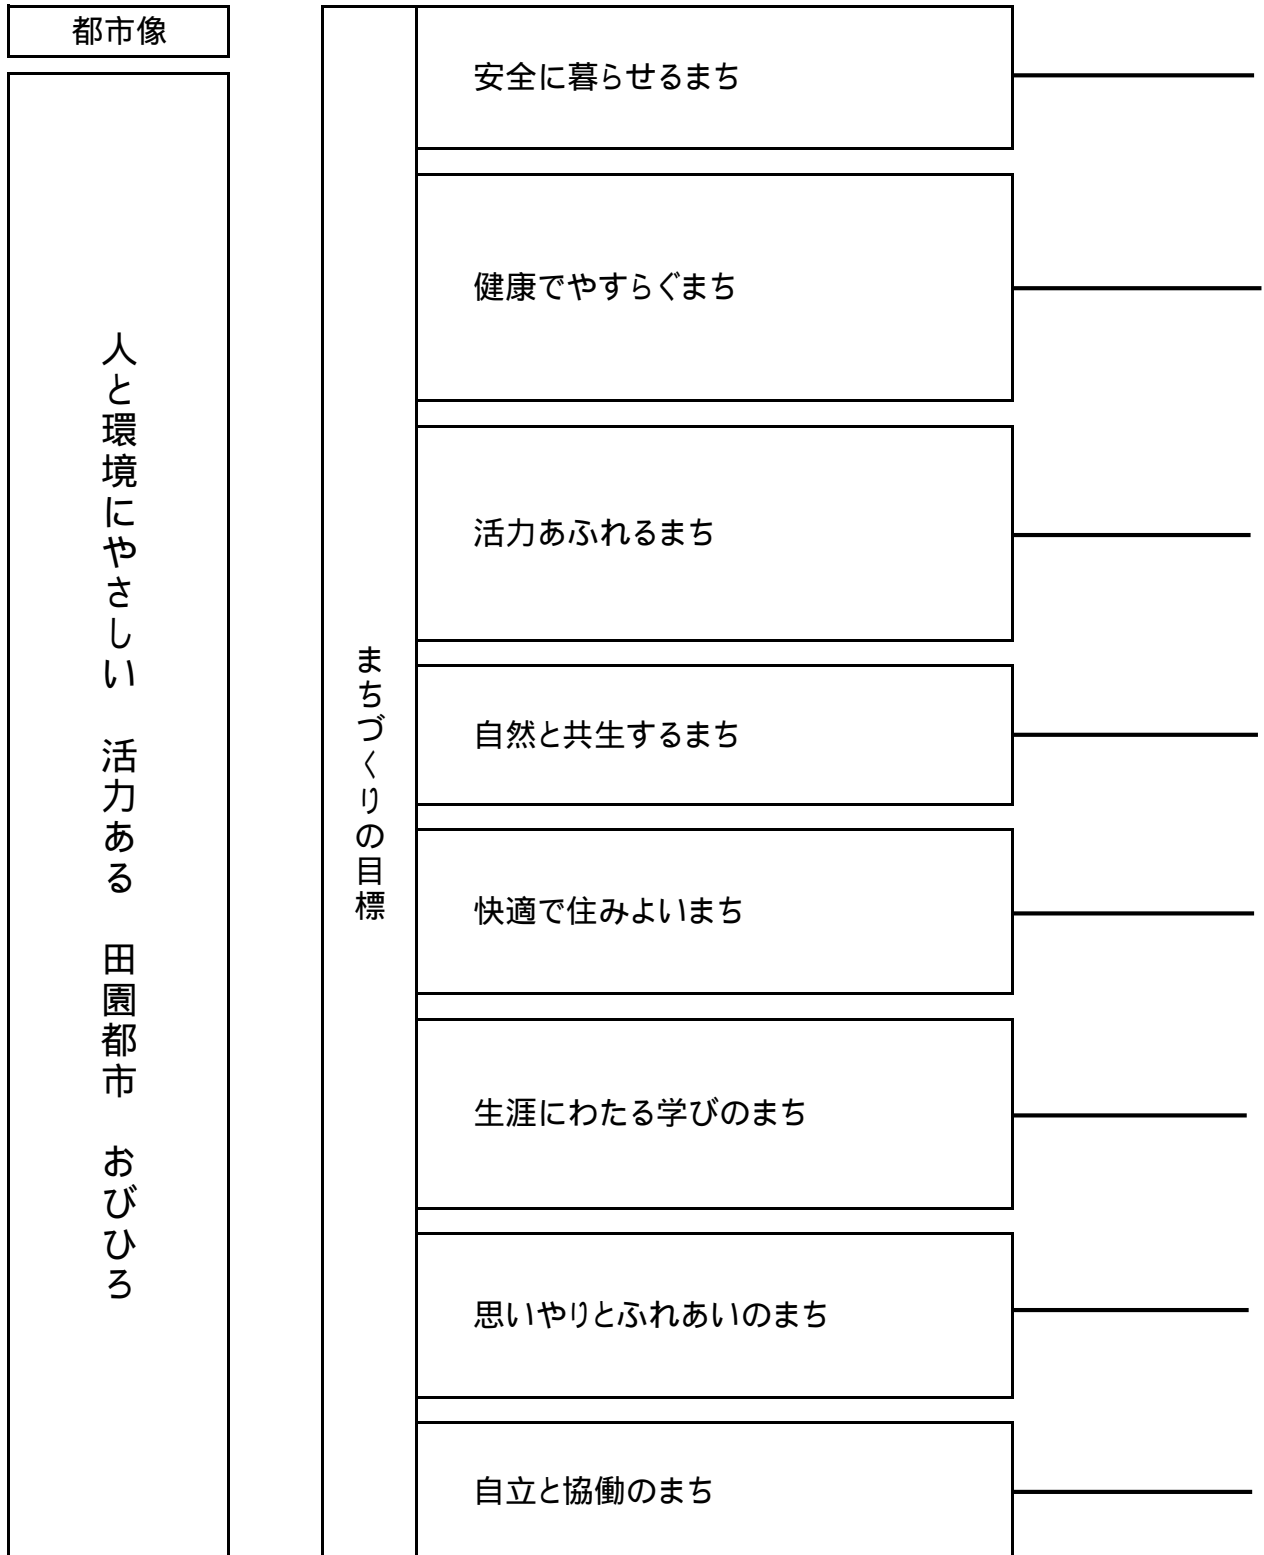 都市像
人と環境にやさしい　活力ある　田園都市　おびひろ
まちづくりの目標
安全に暮らせるまち
健康でやすらぐまち
活力あふれるまち
自然と共生するまち
快適で住みよいまち
生涯にわたる学びのまち
思いやりとふれあいのまち
自立と協働のまち